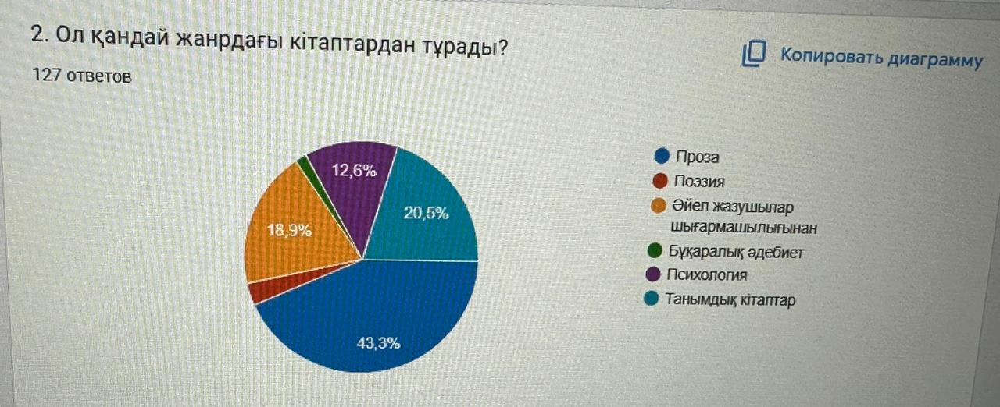 2. Ол қандай жанрдағы кітаптардан тұрады?
Копировать диаграмму
127 ответов
12,6%
20,5%
18,9%
43,3%
Проза
Поэзия
Әйел жазушылар
шығармашылығынан
Бұқаралық әдебиет
Психология
Танымдық кітаптар